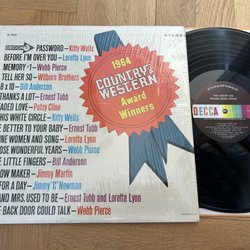 STEREO
PASSWORD—Kitty Wells
BEFORE I'M OVER YOU—Loretta Lynn
MEMORY #1—Webb Pierce
TELL HER SO—Wilburn Brothers
8 x 10—Bill Anderson
THANKS A LOT—Ernest Tubb
FADED LOVE—Patsy Cline
THIS WHITE CIRCLE—Kitty Wells
BE BETTER TO YOUR BABY—Ernest Tubb
WINE WOMEN AND SONG—Loretta Lynn
THOSE WONDERFUL YEARS—Webb Pierce
LITTLE FINGERS—Bill Anderson
OW MAKER—Jimmy Martin
FOR A DAY—Jimmy "C" Newman
AND MRS. USED TO BE—Ernest Tubb and Loretta Lynn
BACK DOOR COULD TALK—Webb Pierce
1964
COUNTRY &
WESTERN
Award
Winners
DECCA